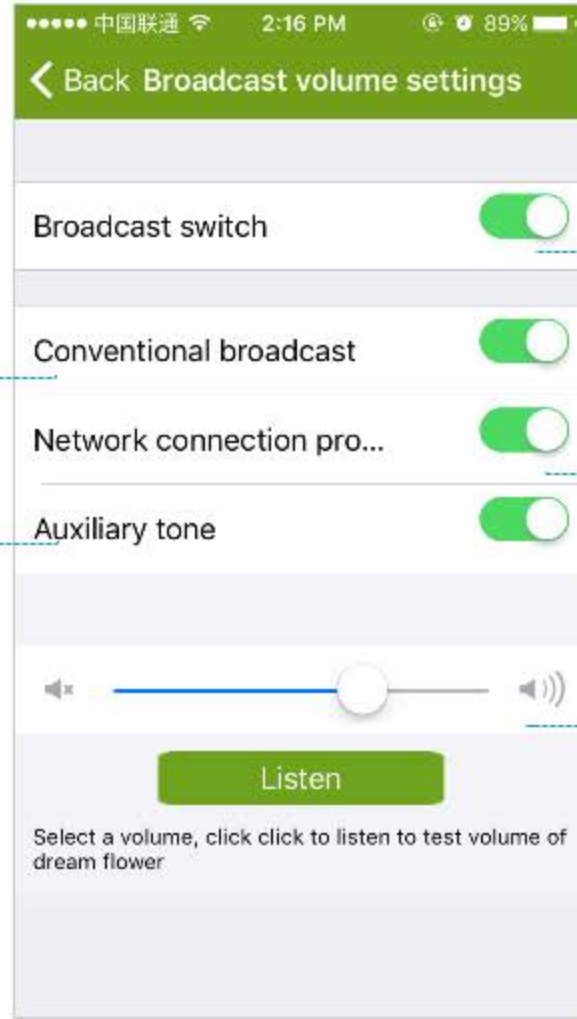 中国联通 2:16 PM 89%
Back Broadcast volume settings
Broadcast switch
Conventional broadcast
Network connection pro...
Auxiliary tone
Listen
Select a volume, click click to listen to test volume of
dream flower